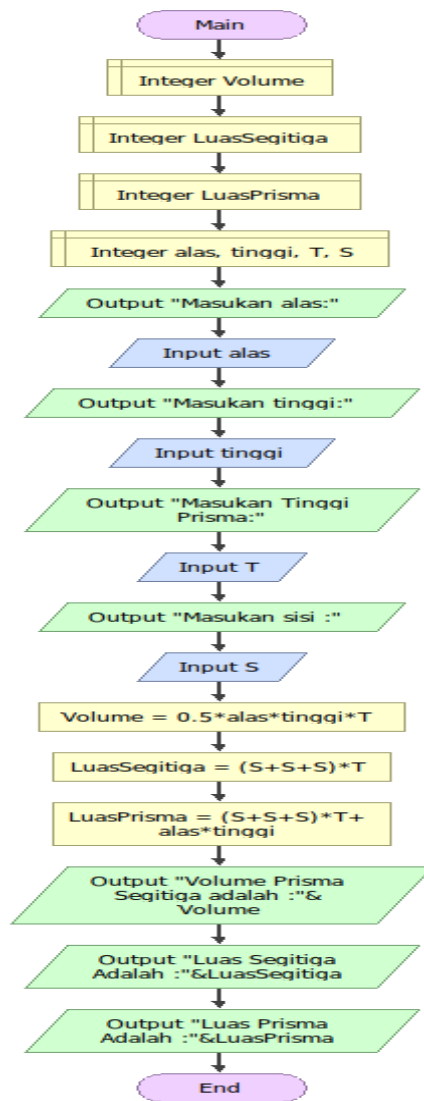 Main
Integer Volume
Integer LuasSegitiga
Integer LuasPrisma
Integer alas, tinggi, T, S
Output "Masukan alas:"
Input alas
Output "Masukan tinggi:"
Input tinggi
Output "Masukan Tinggi
Prisma:"
Input T
Output "Masukan sisi :"
Input S
Volume = 0.5*alas*tinggi*T
LuasSegitiga = (S+S+S)*T
LuasPrisma = (S+S+S)*T+
alas*tinggi
Output "Volume Prisma
Segitiga adalah :"&
Volume
Output "Luas Segitiga
Adalah :"&LuasSegitiga
Output "Luas Prisma
Adalah :"&LuasPrisma
End